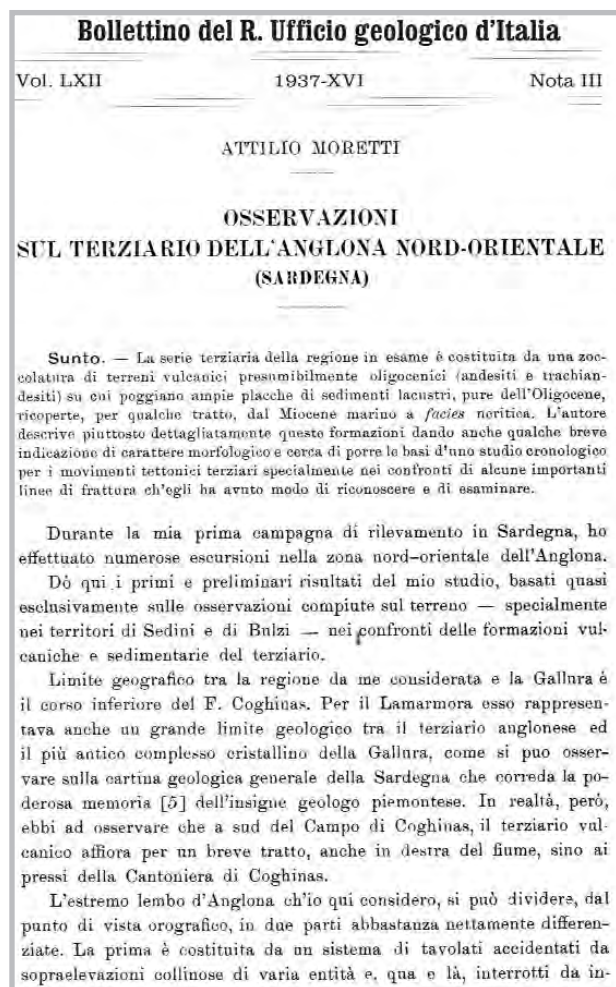 Bollettino del R. Ufficio geologico d'Italia
Vol. LXII 1937-XVI Nota III
ATTILIO MORETTI
OSSERVAZIONI
SUL TERZIARIO DELL'ANGLONA NORD-ORIENTALE
(SARDEGNA)
Sunto. — La serie terziaria della regione in esame è costituita da una zoc-
colatura di terreni vulcanici presumibilmente oligocenici (andesiti e trachian-
desiti) su cui poggiano ampie placche di sedimenti lacustri, pure dell'Oligocene,
ricoperte, per qualche tratto, dal Miocene marino a facies neritica. L'autore
descrive piuttosto dettagliatamente queste formazioni dando anche qualche breve
indicazione di carattere morfologico e cerca di porre le basi d'uno studio cronologico
per i movimenti tettonici terziari specialmente nei confronti di alcune importanti
linee di frattura ch'egli ha avuto modo di riconoscere e di esaminare.
Durante la mia prima campagna di rilevamento in Sardegna, ho
effettuato numerose escursioni nella zona nord-orientale dell'Anglona.
Dò qui i primi e preliminari risultati del mio studio, basati quasi
esclusivamente sulle osservazioni compiute sul terreno — specialmente
nei territori di Sedini e di Bulzi — nei confronti delle formazioni vul-
caniche e sedimentarie del terziario.
Limite geografico tra la regione da me considerata e la Gallura è
il corso inferiore del F. Coghinas. Per il Lamarmora esso rappresen-
tava anche un grande limite geologico tra il terziario anglonese ed
il più antico complesso cristallino della Gallura, come si puo osser-
vare sulla cartina geologica generale della Sardegna che correda la po-
derosa memoria [5] dell'insigne geologo piemontese. In realtà, però,
ebbi ad osservare che a sud del Campo di Coghinas, il terziario vul-
canico affiora per un breve tratto, anche in destra del fiume, sino ai
pressi della Cantoniera di Coghinas.
L'estremo lembo d'Anglona ch'io qui considero, si può dividere, dal
punto di vista orografico, in due parti abbastanza nettamente differen-
ziate. La prima è costituita da un sistema di tavolati accidentati da
sopraelevazioni collinose di varia entità e, qua e là, interrotti da in-